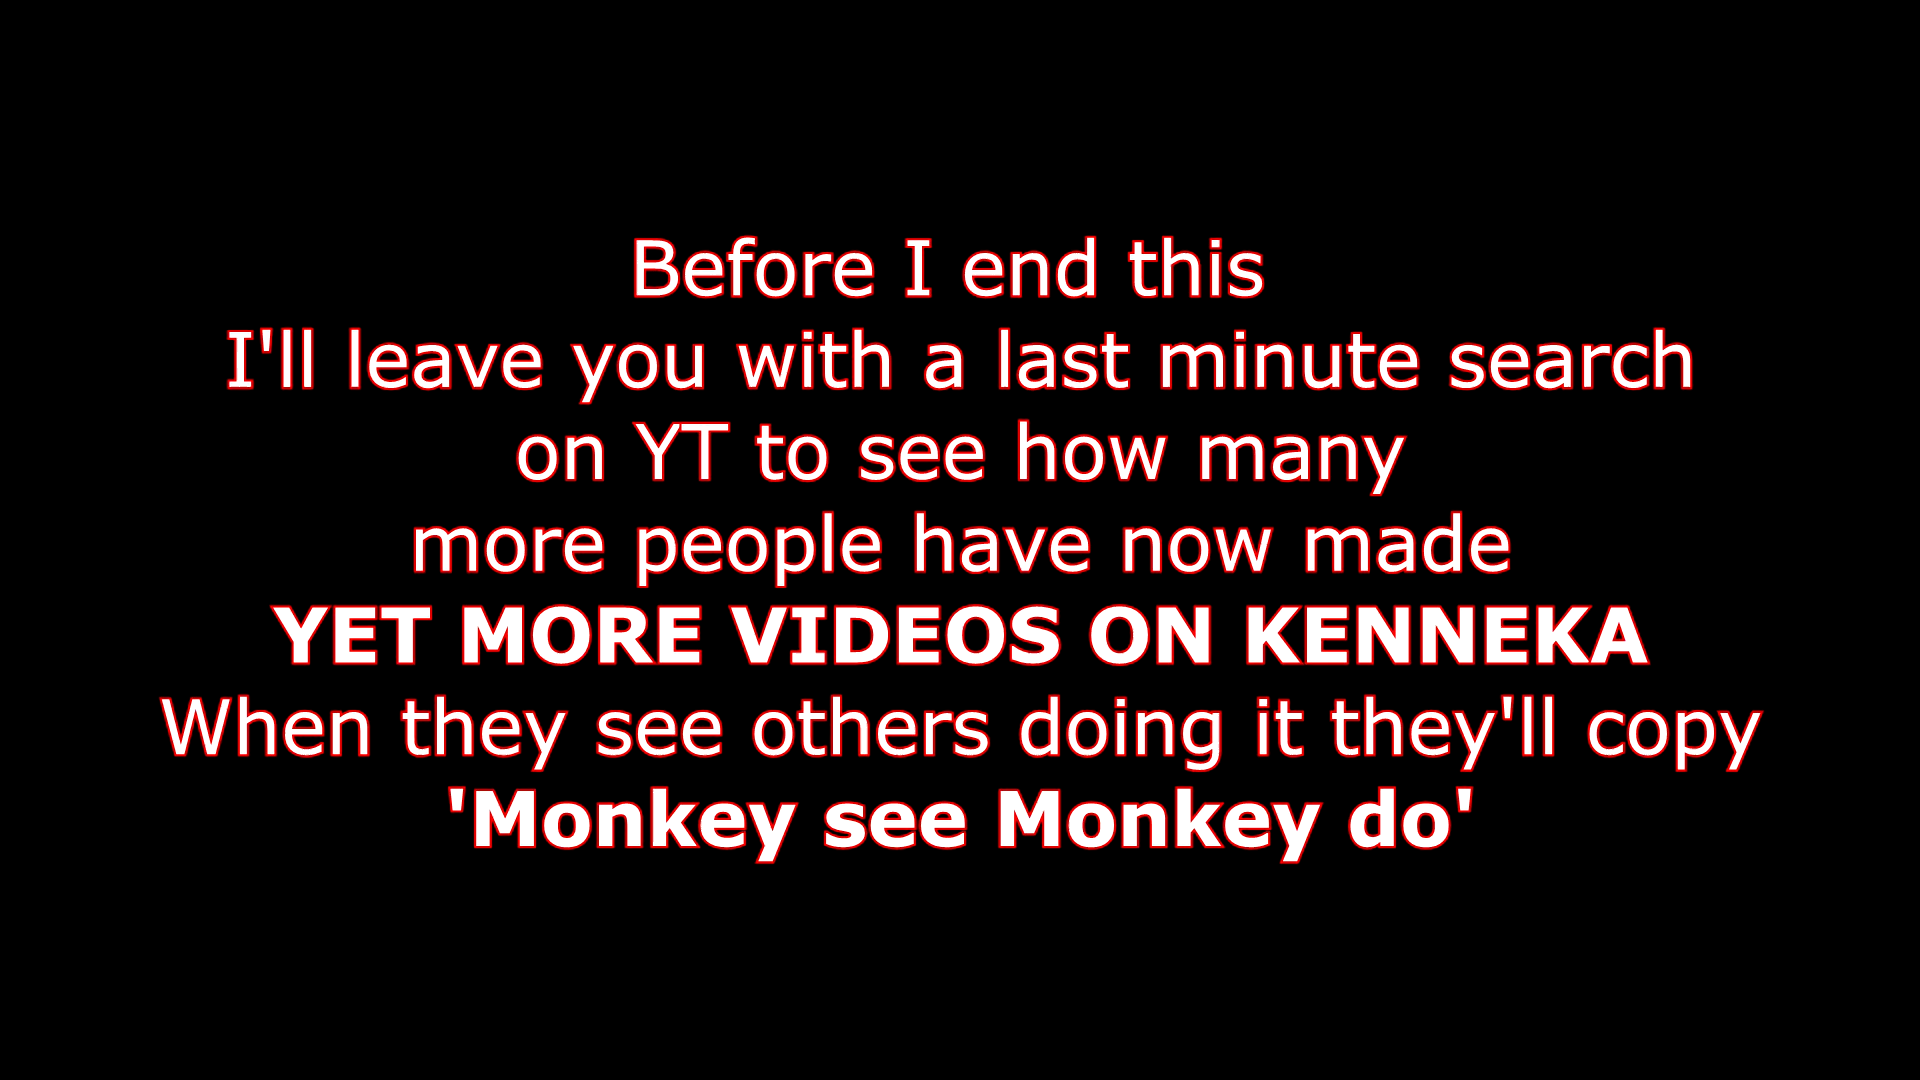 Before I end this
I'll leave you with a last minute search
on YT to see how many
more people have now made
YET MORE VIDEOS ON KENNEKA
When they see others doing it they'll copy
'Monkey see Monkey do'